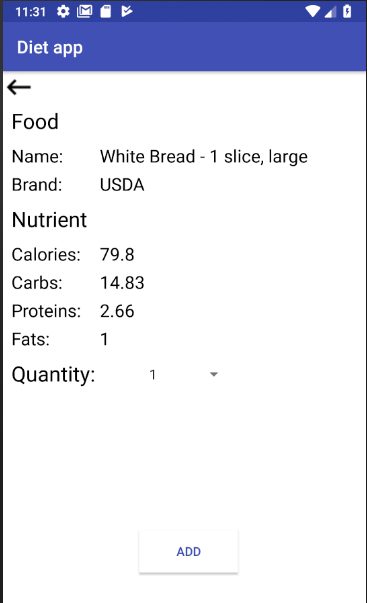 11:31
Diet app
Food
Name: White Bread - 1 slice, large
Brand: USDA
Nutrient
Calories: 79.8
Carbs: 14.83
Proteins: 2.66
Fats: 1
Quantity: 1
ADD